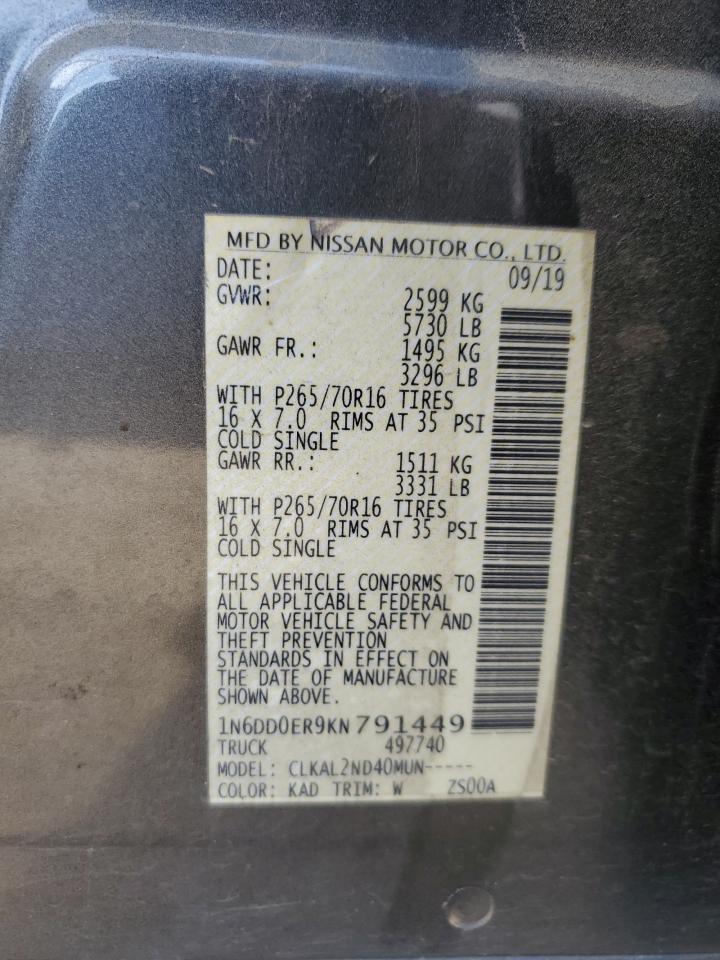 MFD BY NISSAN MOTOR CO., LTD.
DATE: 09/19
GVWR: 2599 KG
5730 LB
GAWR FR.: 1495 KG
3296 LB
WITH P265/70R16 TIRES
16 X 7.0 RIMS AT 35 PSI
COLD SINGLE
GAWR RR.: 1511 KG
3331 LB
WITH P265/70R16 TIRES
16 X 7.0 RIMS AT 35 PSI
COLD SINGLE
THIS VEHICLE CONFORMS TO
ALL APPLICABLE FEDERAL
MOTOR VEHICLE SAFETY AND
THEFT PREVENTION
STANDARDS IN EFFECT ON
THE DATE OF MANUFACTURE
SHOWN ABOVE.
1N6DD0ER9KN791449
TRUCK 497740
MODEL: CLKAL2ND40MUN-----
COLOR: KAD TRIM: W ZS00A